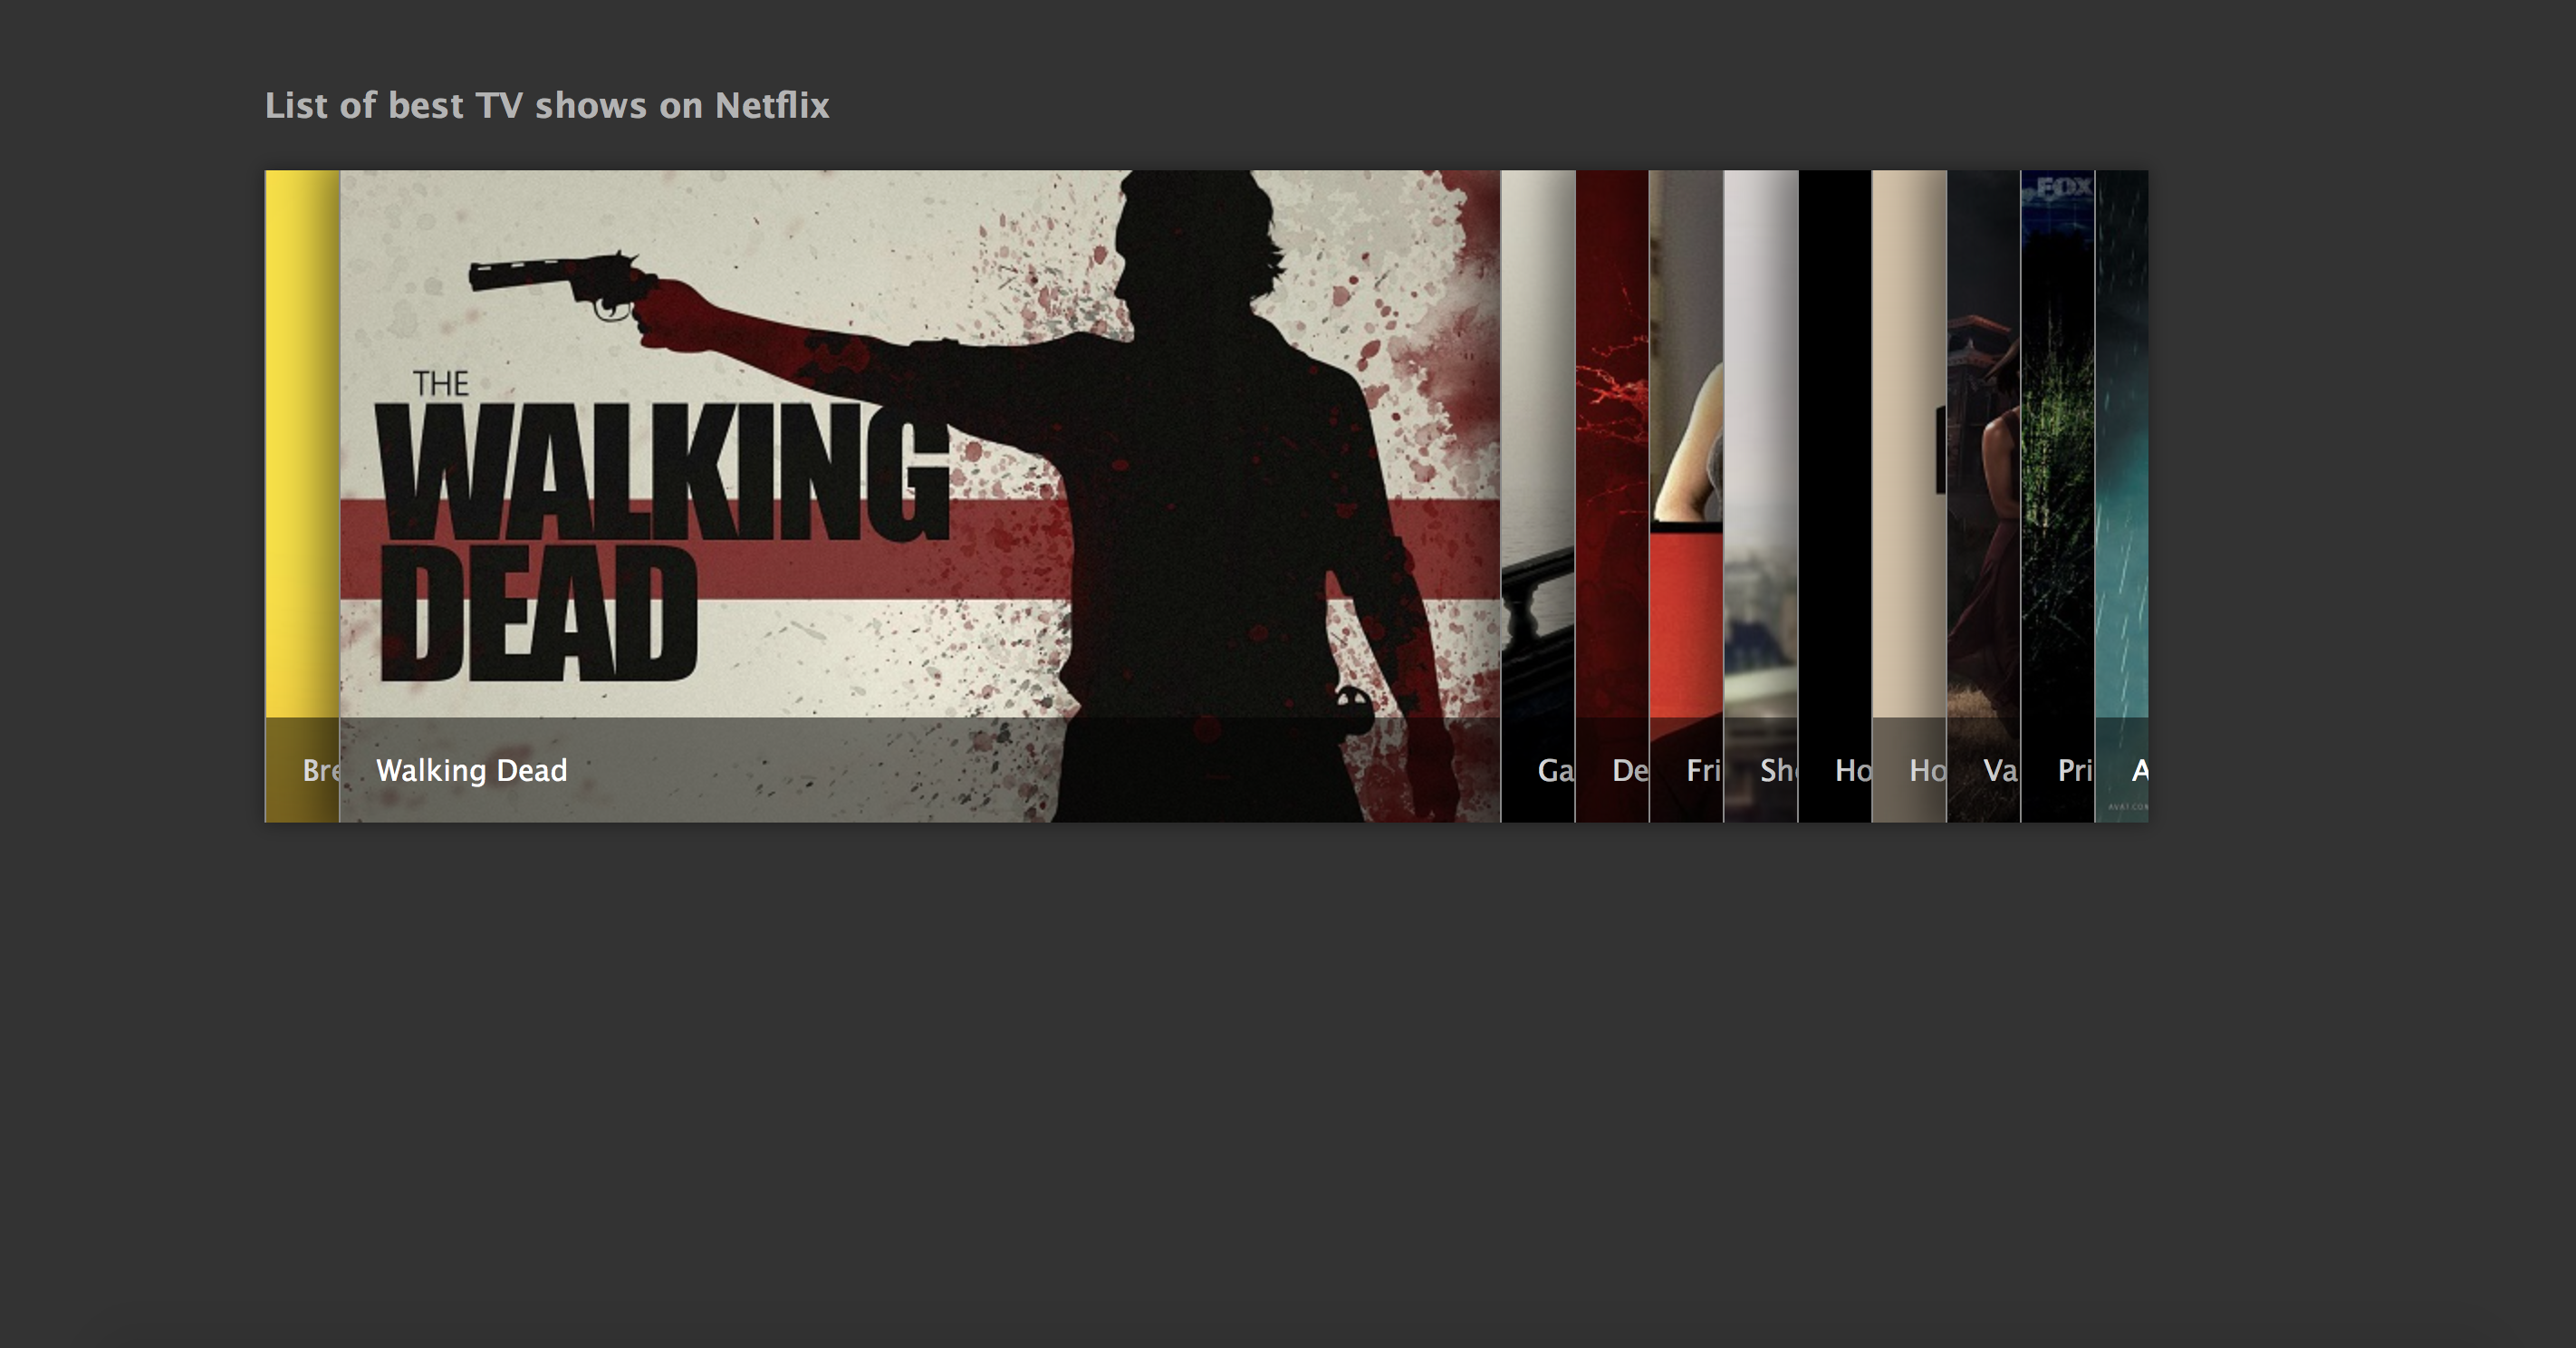 List of best TV shows on Netflix
FOX
THE
WALKING
DEAD
Bre
Walking Dead
Ga
De
Fri
Sh
Ho
Ho
Va
Pri
A